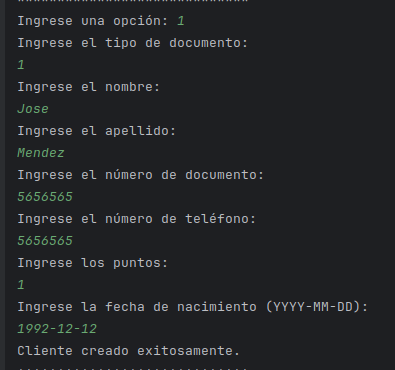 Ingrese una opción: 1
Ingrese el tipo de documento:
1
Ingrese el nombre:
Jose
Ingrese el apellido:
Mendez
Ingrese el número de documento:
5656565
Ingrese el número de teléfono:
5656565
Ingrese los puntos:
1
Ingrese la fecha de nacimiento (YYYY-MM-DD):
1992-12-12
Cliente creado exitosamente.